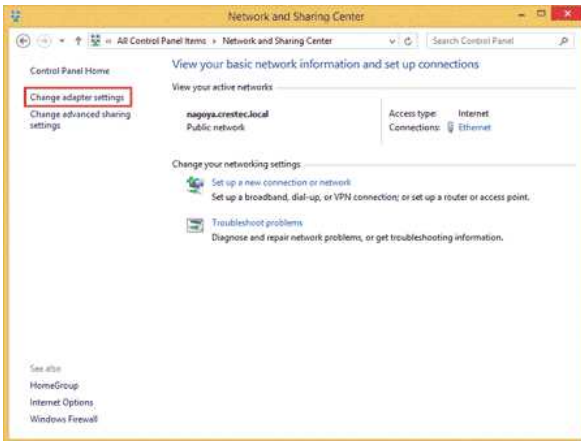 Network and Sharing Center
« All Control Panel Items › Network and Sharing Center
Search Control Panel
Control Panel Home
Change adapter settings
Change advanced sharing
settings
View your basic network information and set up connections
View your active networks
nagoya.crestec.local
Public network
Access type: Internet
Connections: Ethernet
Change your networking settings
Set up a new connection or network
Set up a broadband, dial-up, or VPN connection; or set up a router or access point.
Troubleshoot problems
Diagnose and repair network problems, or get troubleshooting information.
See also
HomeGroup
Internet Options
Windows Firewall